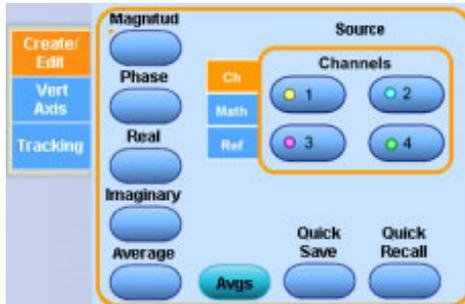 Create/
Edit
Vert
Axis
Tracking
Magnitud
Phase
Real
Imaginary
Average
Source
Ch
Math
Ref
Channels
1
2
3
4
Avgs
Quick
Save
Quick
Recall